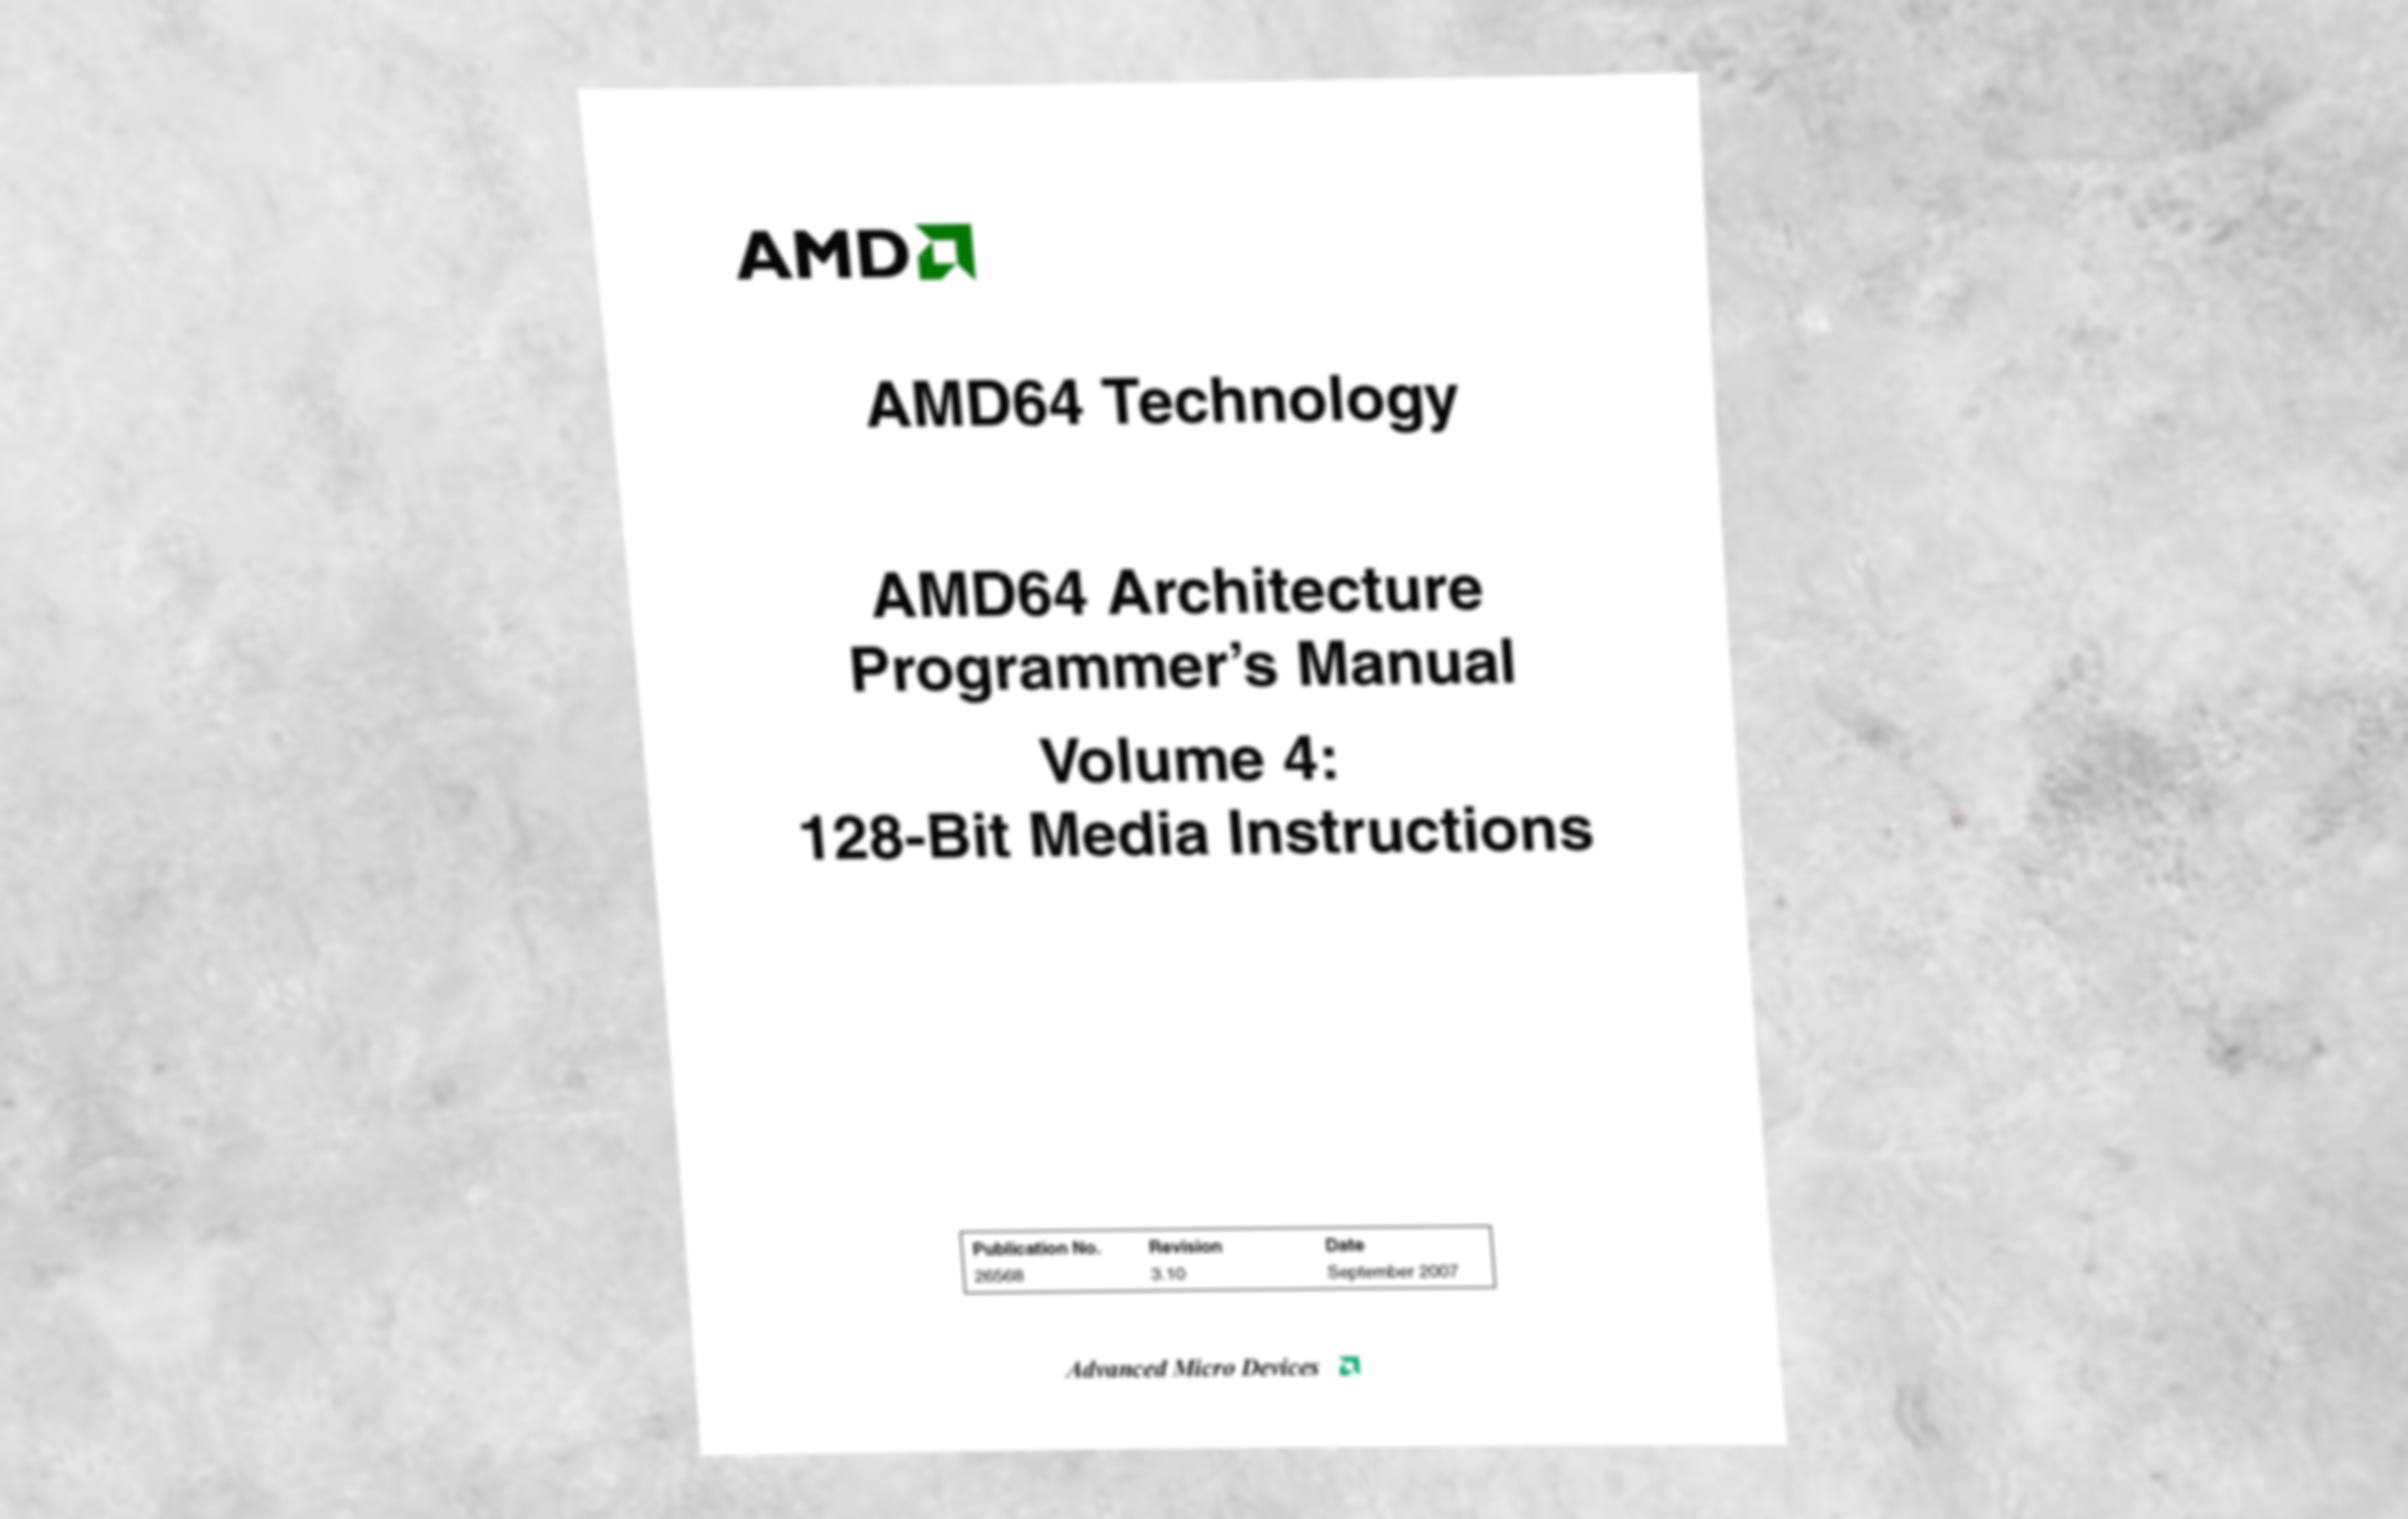 AMD
AMD64 Technology
AMD64 Architecture
Programmer’s Manual
Volume 4:
128-Bit Media Instructions
Publication No. Revision Date
26568 3.10 September 2007
Advanced Micro Devices